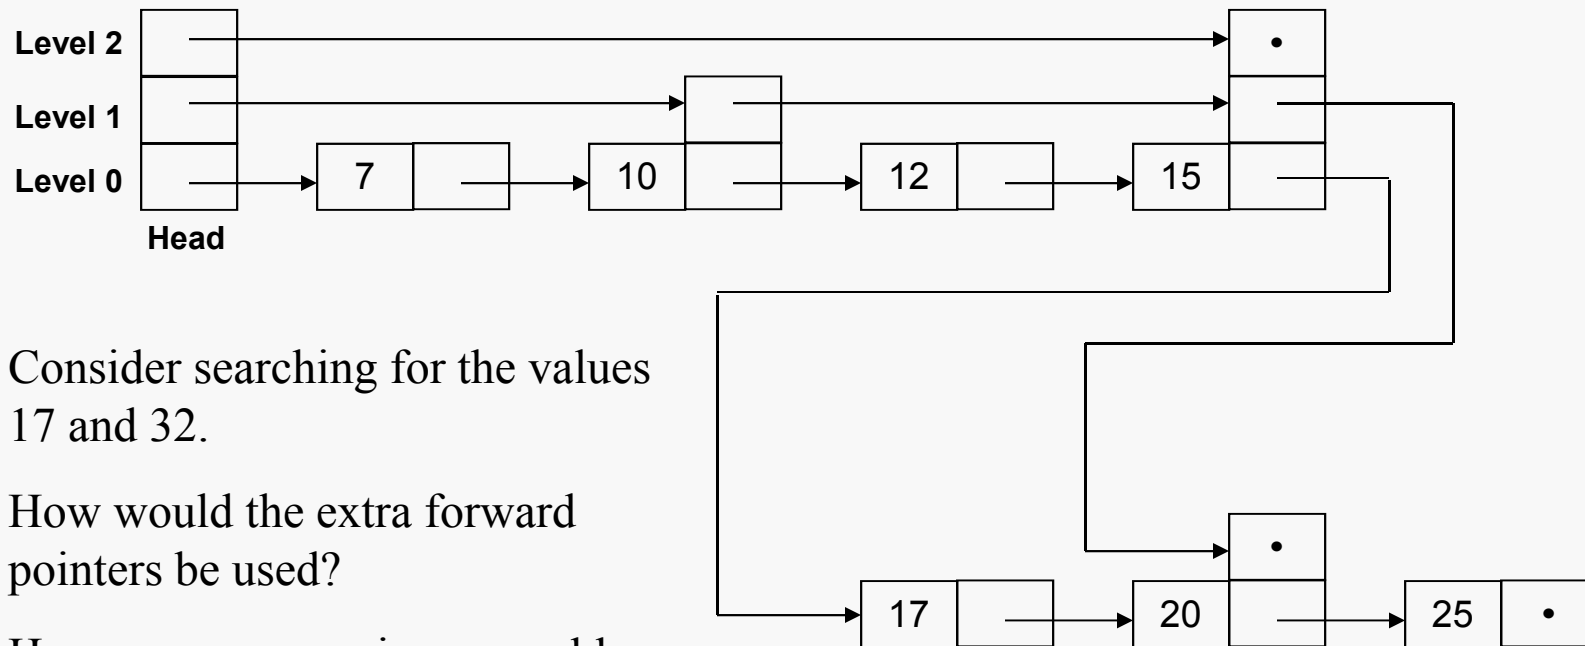 Level 2
Level 1
Level 0
7
10
12
15
Head
Consider searching for the values
17 and 32.
How would the extra forward
pointers be used?
17
20
25